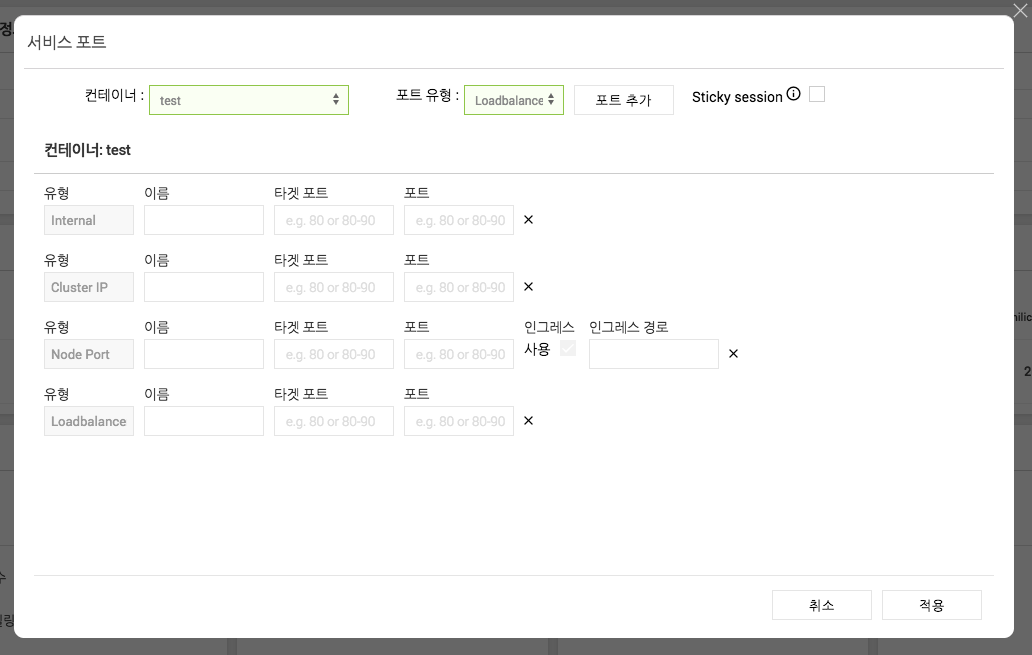 서비스 포트
컨테이너 : test 포트 유형 : Loadbalance 포트 추가 Sticky session
컨테이너: test
유형 이름 타겟 포트 포트
Internal e.g. 80 or 80-90 e.g. 80 or 80-90
유형 이름 타겟 포트 포트
Cluster IP e.g. 80 or 80-90 e.g. 80 or 80-90
유형 이름 타겟 포트 포트 인그레스 인그레스 경로
Node Port e.g. 80 or 80-90 e.g. 80 or 80-90 사용
유형 이름 타겟 포트 포트
Loadbalance e.g. 80 or 80-90 e.g. 80 or 80-90
취소 적용